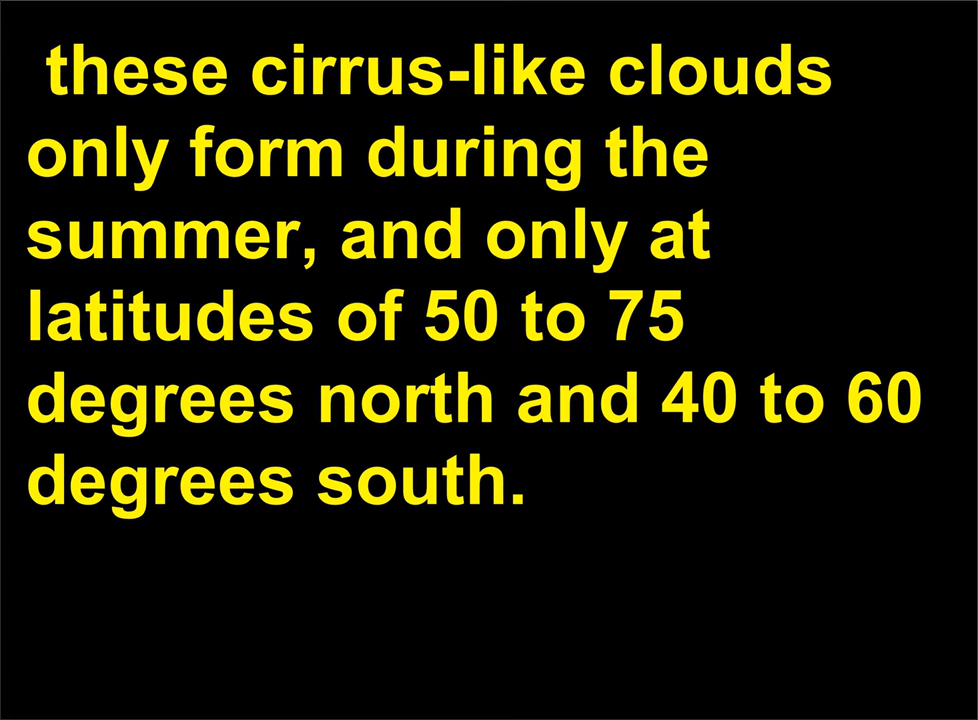 these cirrus-like clouds
only form during the
summer, and only at
latitudes of 50 to 75
degrees north and 40 to 60
degrees south.